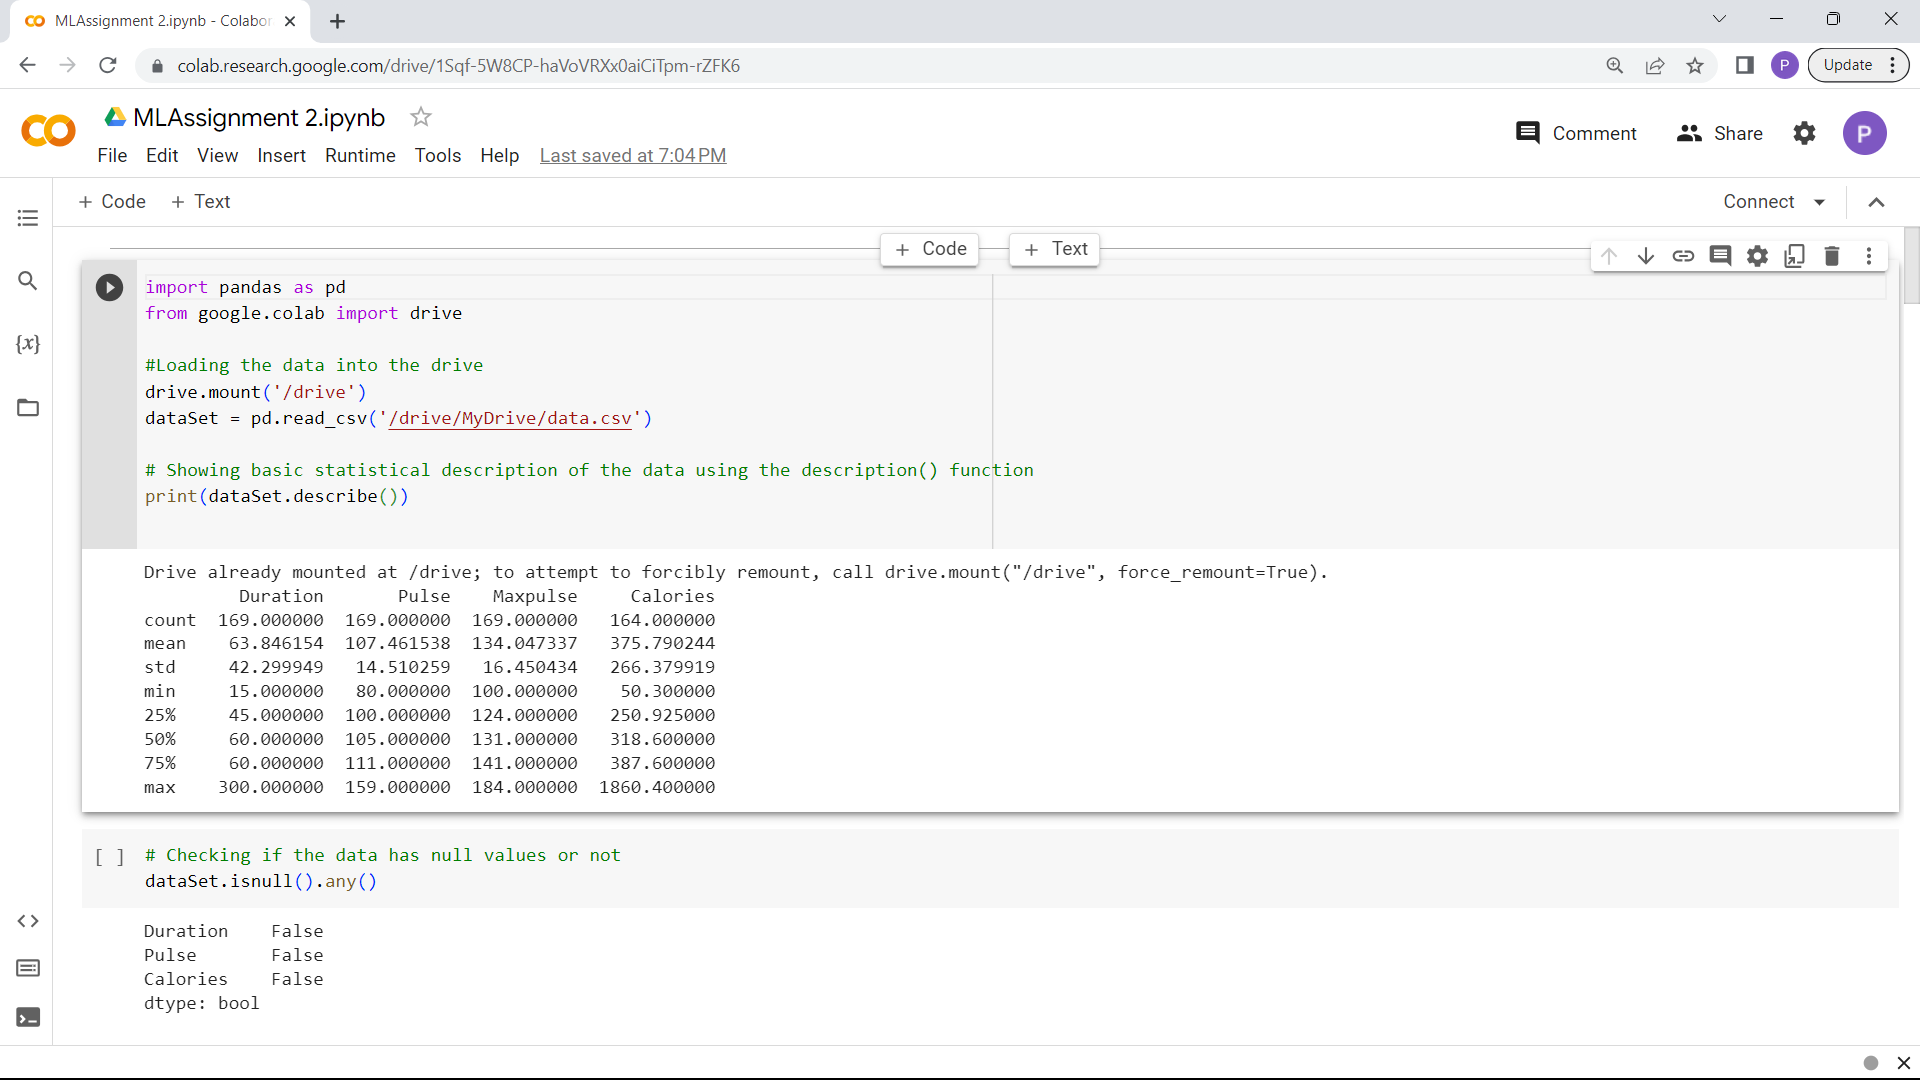 MLAssignment 2.ipynb - Colabor
colab.research.google.com/drive/1Sqf-5W8CP-haVoVRXx0aiCiTpm-rZFK6
P
Update
MLAssignment 2.ipynb
Comment
Share
P
File Edit View Insert Runtime Tools Help Last saved at 7:04 PM
+ Code + Text
Connect
+ Code + Text
import pandas as pd
from google.colab import drive
#Loading the data into the drive
drive.mount('/drive')
dataSet = pd.read_csv('/drive/MyDrive/data.csv')
# Showing basic statistical description of the data using the description() function
print(dataSet.describe())
Drive already mounted at /drive; to attempt to forcibly remount, call drive.mount("/drive", force_remount=True).
Duration Pulse Maxpulse Calories
count 169.000000 169.000000 169.000000 164.000000
mean 63.846154 107.461538 134.047337 375.790244
std 42.299949 14.510259 16.450434 266.379919
min 15.000000 80.000000 100.000000 50.300000
25% 45.000000 100.000000 124.000000 250.925000
50% 60.000000 105.000000 131.000000 318.600000
75% 60.000000 111.000000 141.000000 387.600000
max 300.000000 159.000000 184.000000 1860.400000
{x}
[ ] # Checking if the data has null values or not
dataSet.isnull().any()
Duration False
Pulse False
Calories False
dtype: bool